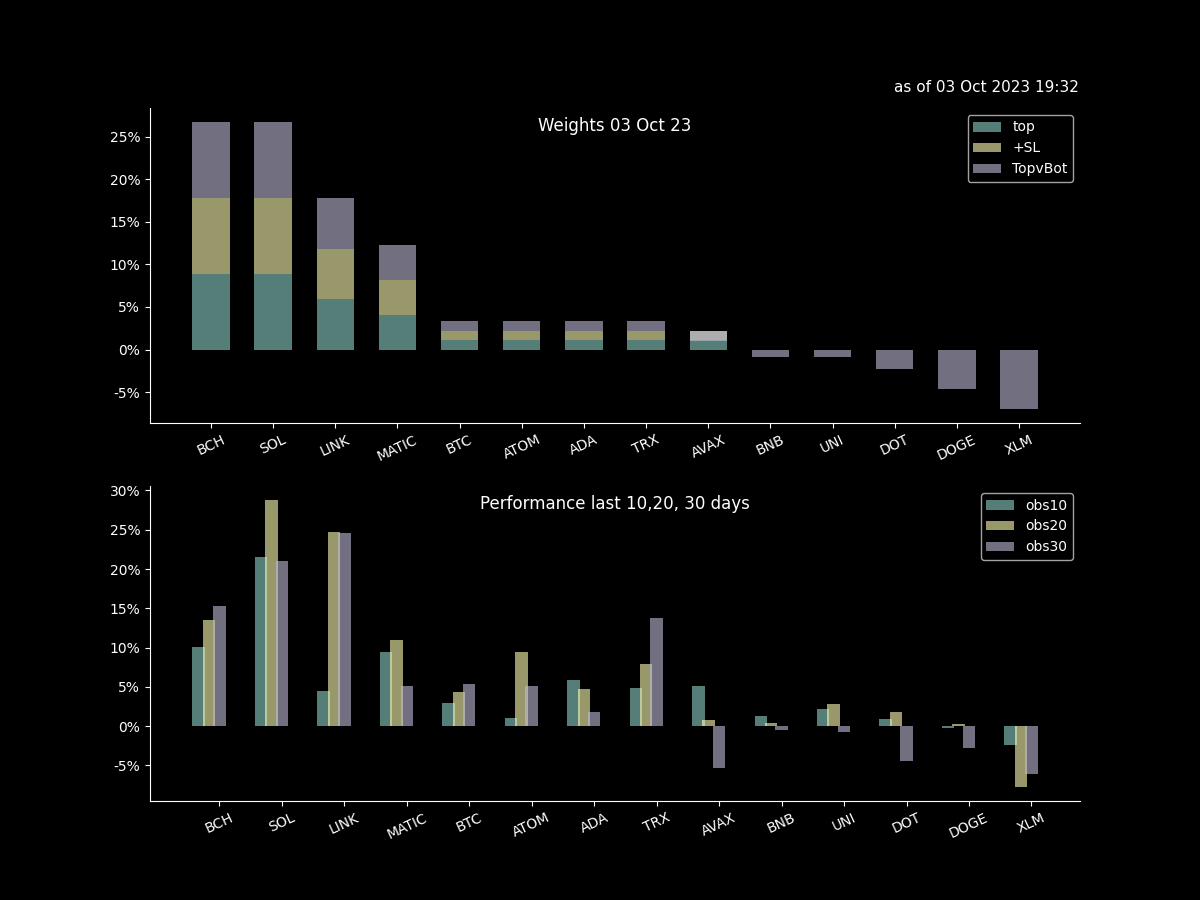 as of 03 Oct 2023 19:32
Weights 03 Oct 23
top
+SL
TopvBot
25%
20%
15%
10%
5%
0%
-5%
BCH SOL LINK MATIC BTC ATOM ADA TRX AVAX BNB UNI DOT DOGE XLM
Performance last 10,20, 30 days
obs10
obs20
obs30
30%
25%
20%
15%
10%
5%
0%
-5%
BCH SOL LINK MATIC BTC ATOM ADA TRX AVAX BNB UNI DOT DOGE XLM